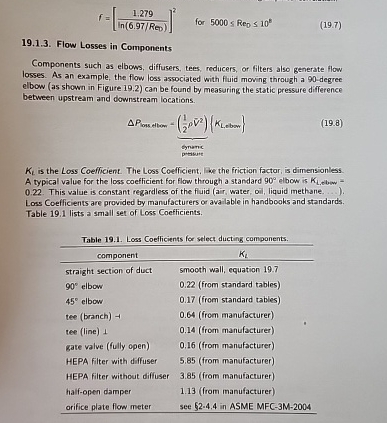 f = [ 1.279 / ln(6.97/Re_D) ]² for 5000 ≤ Re_D ≤ 10⁸ (19.7)
19.1.3. Flow Losses in Components
Components such as elbows, diffusers, tees, reducers, or filters also generate flow
losses. As an example, the flow loss associated with fluid moving through a 90-degree
elbow (as shown in Figure 19.2) can be found by measuring the static pressure difference
between upstream and downstream locations.
ΔP_loss,elbow = (1/2 ρV̄²) {K_L,elbow} (19.8)
dynamic
pressure
K_L is the Loss Coefficient. The Loss Coefficient, like the friction factor, is dimensionless.
A typical value for the loss coefficient for flow through a standard 90° elbow is K_L,elbow =
0.22. This value is constant regardless of the fluid (air, water, oil, liquid methane, ... ).
Loss Coefficients are provided by manufacturers or available in handbooks and standards.
Table 19.1 lists a small set of Loss Coefficients.
Table 19.1. Loss Coefficients for select ducting components.
component K_L
straight section of duct smooth wall, equation 19.7
90° elbow 0.22 (from standard tables)
45° elbow 0.17 (from standard tables)
tee (branch) ⊣ 0.64 (from manufacturer)
tee (line) ⊥ 0.14 (from manufacturer)
gate valve (fully open) 0.16 (from manufacturer)
HEPA filter with diffuser 5.85 (from manufacturer)
HEPA filter without diffuser 3.85 (from manufacturer)
half-open damper 1.13 (from manufacturer)
orifice plate flow meter see §2-4.4 in ASME MFC-3M-2004